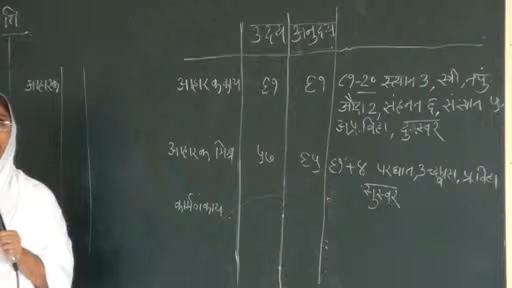 नि
उदय अनुदय
आहारक
आहारककाय ६१ ६१ ८१-२० स्त्यान ३, स्त्री, नपुं
औदा २, संहनन ६, संस्थान ५
अप्र. विहा, दुःस्वर
आहारक मिश्र ५७ ६५ ६१+४ परघात, उच्छ्वास, प्र. विहा
सुस्वर
कार्मणकाय